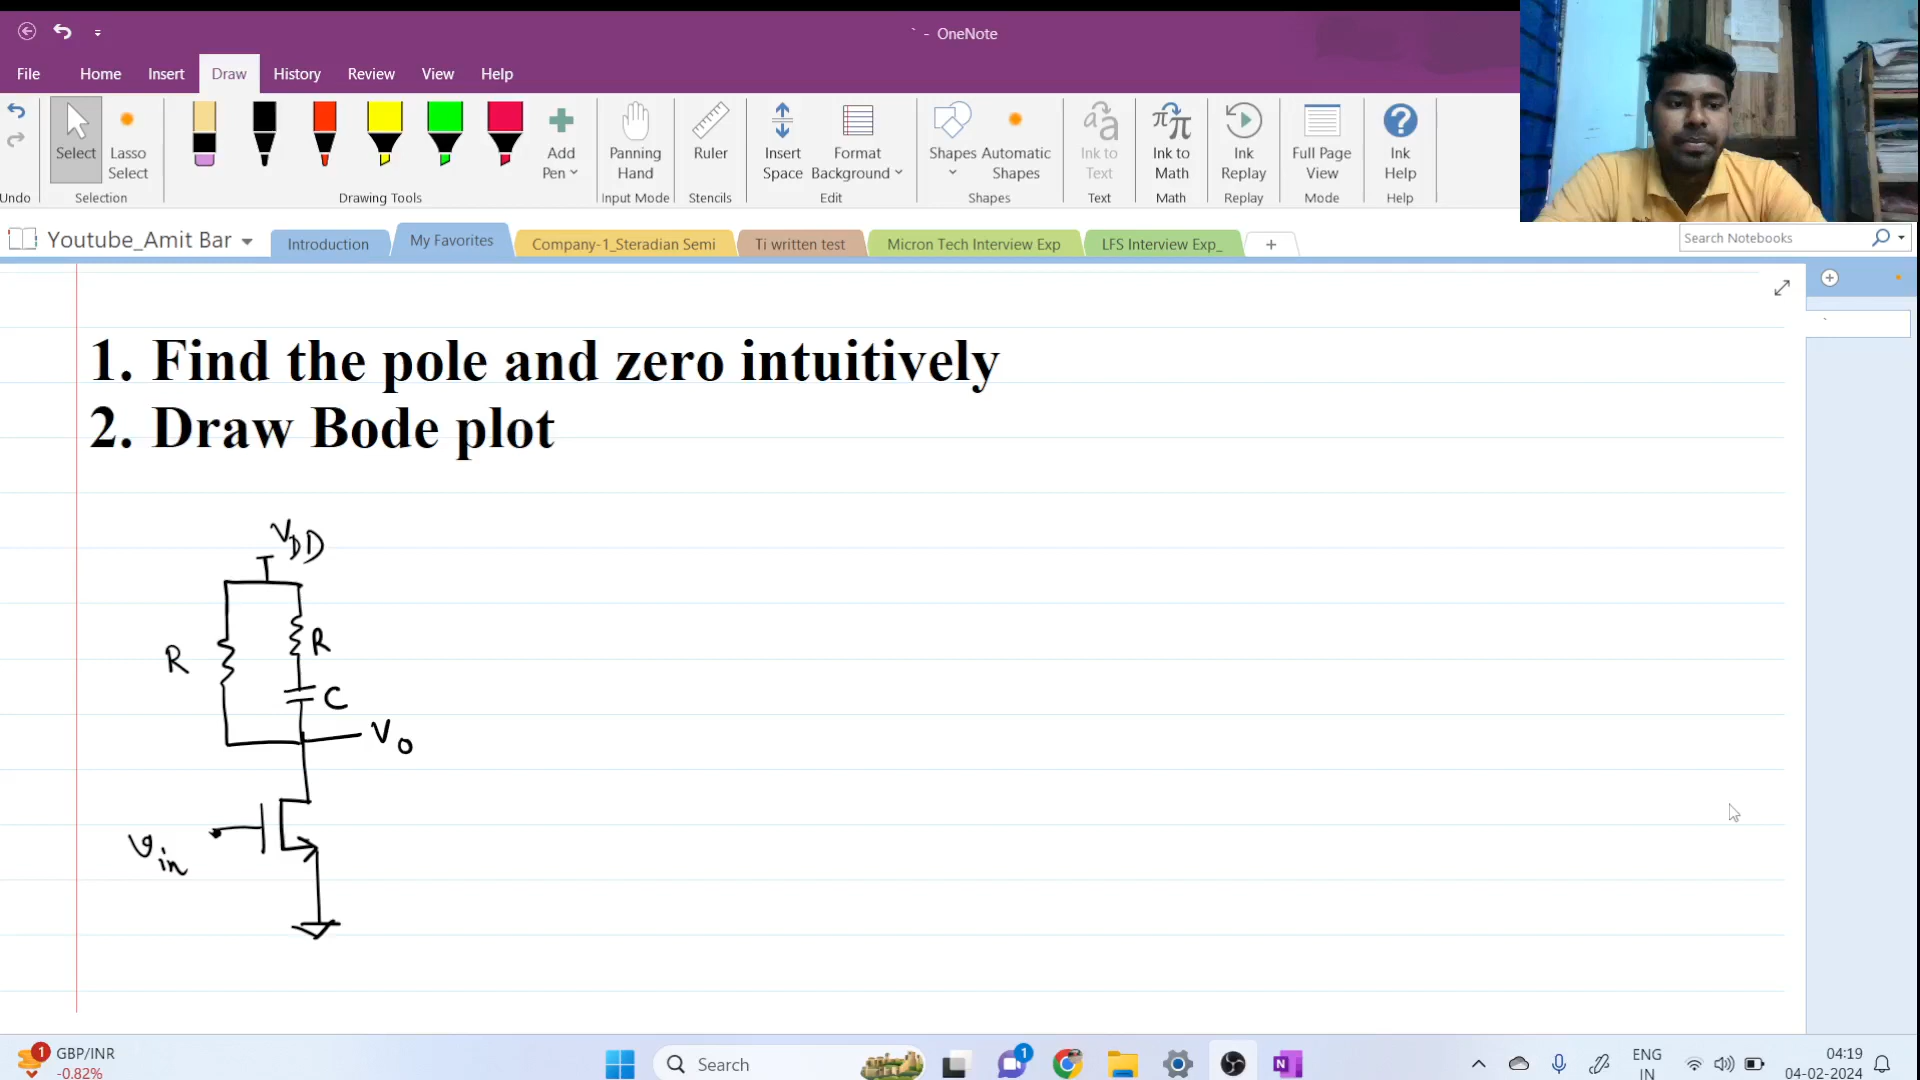 ` - OneNote
File Home Insert Draw History Review View Help
Select
Lasso Select
Add Pen
Panning Hand
Ruler
Insert Space
Format Background
Shapes
Automatic Shapes
Ink to Text
Ink to Math
Ink Replay
Full Page View
Ink Help
Undo Selection Drawing Tools Input Mode Stencils Edit Shapes Text Math Replay Mode Help
Youtube_Amit Bar Introduction My Favorites Company-1_Steradian Semi Ti written test Micron Tech Interview Exp LFS Interview Exp_ +
Search Notebooks
1. Find the pole and zero intuitively
2. Draw Bode plot
VDD
R
R
C
Vo
Vin
1 GBP/INR
-0.82%
Search
1
N
ENG
IN
04:19
04-02-2024